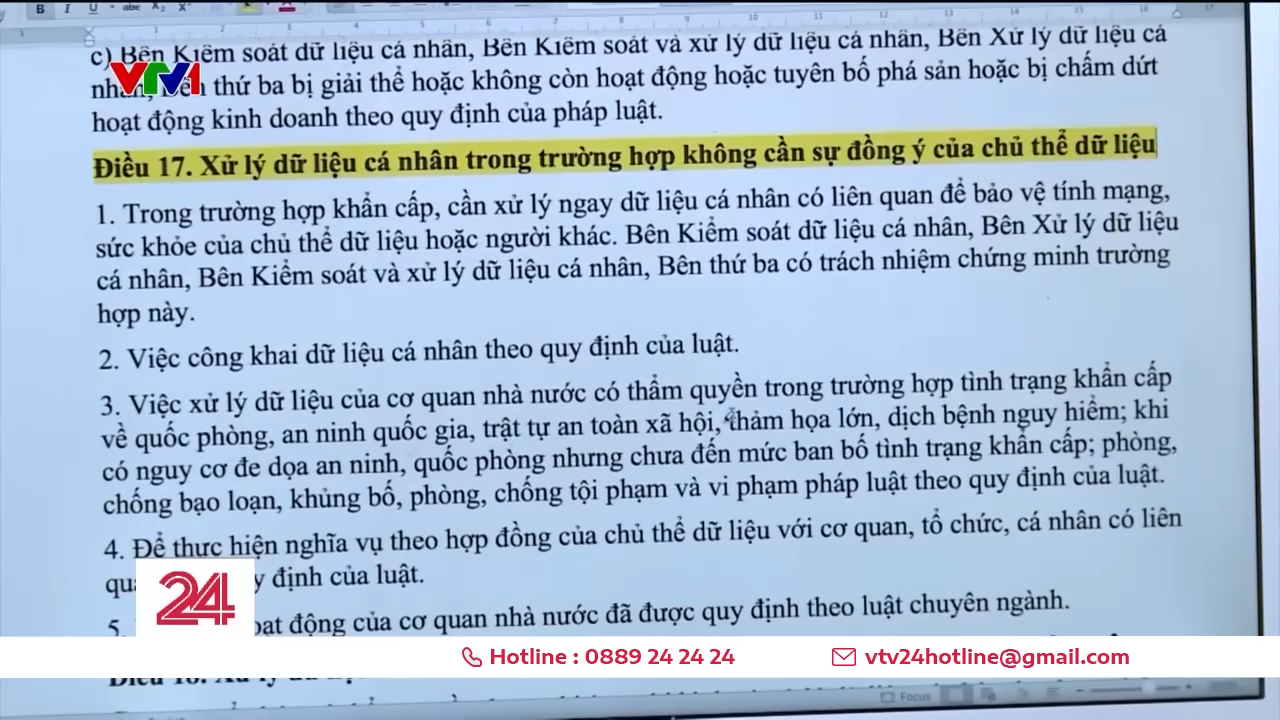 c) Bên Kiểm soát dữ liệu cá nhân, Bên Kiểm soát và xử lý dữ liệu cá nhân, Bên Xử lý dữ liệu cá
VTV1
thứ ba bị giải thể hoặc không còn hoạt động hoặc tuyên bố phá sản hoặc bị chấm dứt
hoạt động kinh doanh theo quy định của pháp luật.
Điều 17. Xử lý dữ liệu cá nhân trong trường hợp không cần sự đồng ý của chủ thể dữ liệu
1. Trong trường hợp khẩn cấp, cần xử lý ngay dữ liệu cá nhân có liên quan để bảo vệ tính mạng,
sức khỏe của chủ thể dữ liệu hoặc người khác. Bên Kiểm soát dữ liệu cá nhân, Bên Xử lý dữ liệu
cá nhân, Bên Kiểm soát và xử lý dữ liệu cá nhân, Bên thứ ba có trách nhiệm chứng minh trường
hợp này.
2. Việc công khai dữ liệu cá nhân theo quy định của luật.
3. Việc xử lý dữ liệu của cơ quan nhà nước có thẩm quyền trong trường hợp tình trạng khẩn cấp
về quốc phòng, an ninh quốc gia, trật tự an toàn xã hội, thảm họa lớn, dịch bệnh nguy hiểm; khi
có nguy cơ đe dọa an ninh, quốc phòng nhưng chưa đến mức ban bố tình trạng khẩn cấp; phòng,
chống bạo loạn, khủng bố, phòng, chống tội phạm và vi phạm pháp luật theo quy định của luật.
4. Để thực hiện nghĩa vụ theo hợp đồng của chủ thể dữ liệu với cơ quan, tổ chức, cá nhân có liên
định của luật.
24
5. động của cơ quan nhà nước đã được quy định theo luật chuyên ngành.
Hotline : 0889 24 24 24
vtv24hotline@gmail.com
Focus